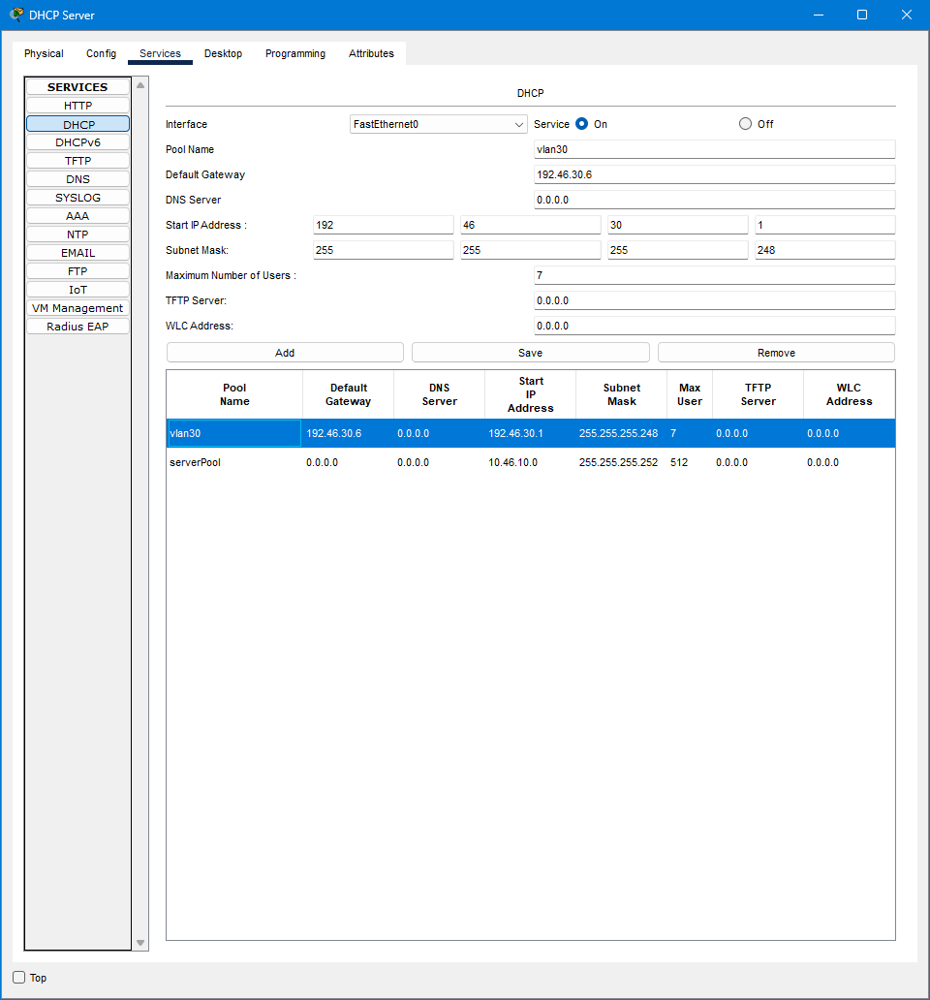 DHCP Server
Physical Config Services Desktop Programming Attributes
SERVICES
HTTP
DHCP
DHCPv6
TFTP
DNS
SYSLOG
AAA
NTP
EMAIL
FTP
IoT
VM Management
Radius EAP
DHCP
Interface FastEthernet0 Service On Off
Pool Name vlan30
Default Gateway 192.46.30.6
DNS Server 0.0.0.0
Start IP Address : 192 46 30 1
Subnet Mask: 255 255 255 248
Maximum Number of Users : 7
TFTP Server: 0.0.0.0
WLC Address: 0.0.0.0
Add Save Remove
Pool Name Default Gateway DNS Server Start IP Address Subnet Mask Max User TFTP Server WLC Address
vlan30 192.46.30.6 0.0.0.0 192.46.30.1 255.255.255.248 7 0.0.0.0 0.0.0.0
serverPool 0.0.0.0 0.0.0.0 10.46.10.0 255.255.255.252 512 0.0.0.0 0.0.0.0
Top